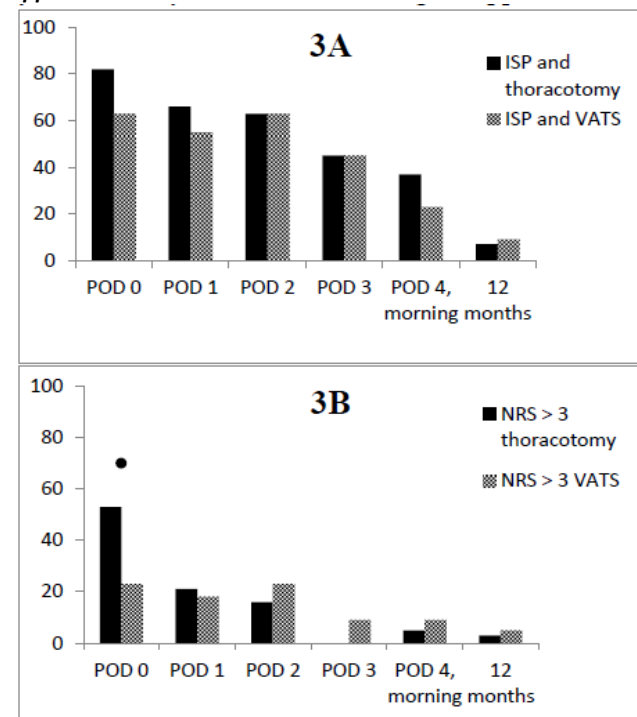 100
80
60
40
20
0
3A
ISP and
thoracotomy
ISP and VATS
POD 0 POD 1 POD 2 POD 3 POD 4, 12
morning months
100
80
60
40
20
0
3B
NRS > 3
thoracotomy
NRS > 3 VATS
POD 0 POD 1 POD 2 POD 3 POD 4, 12
morning months